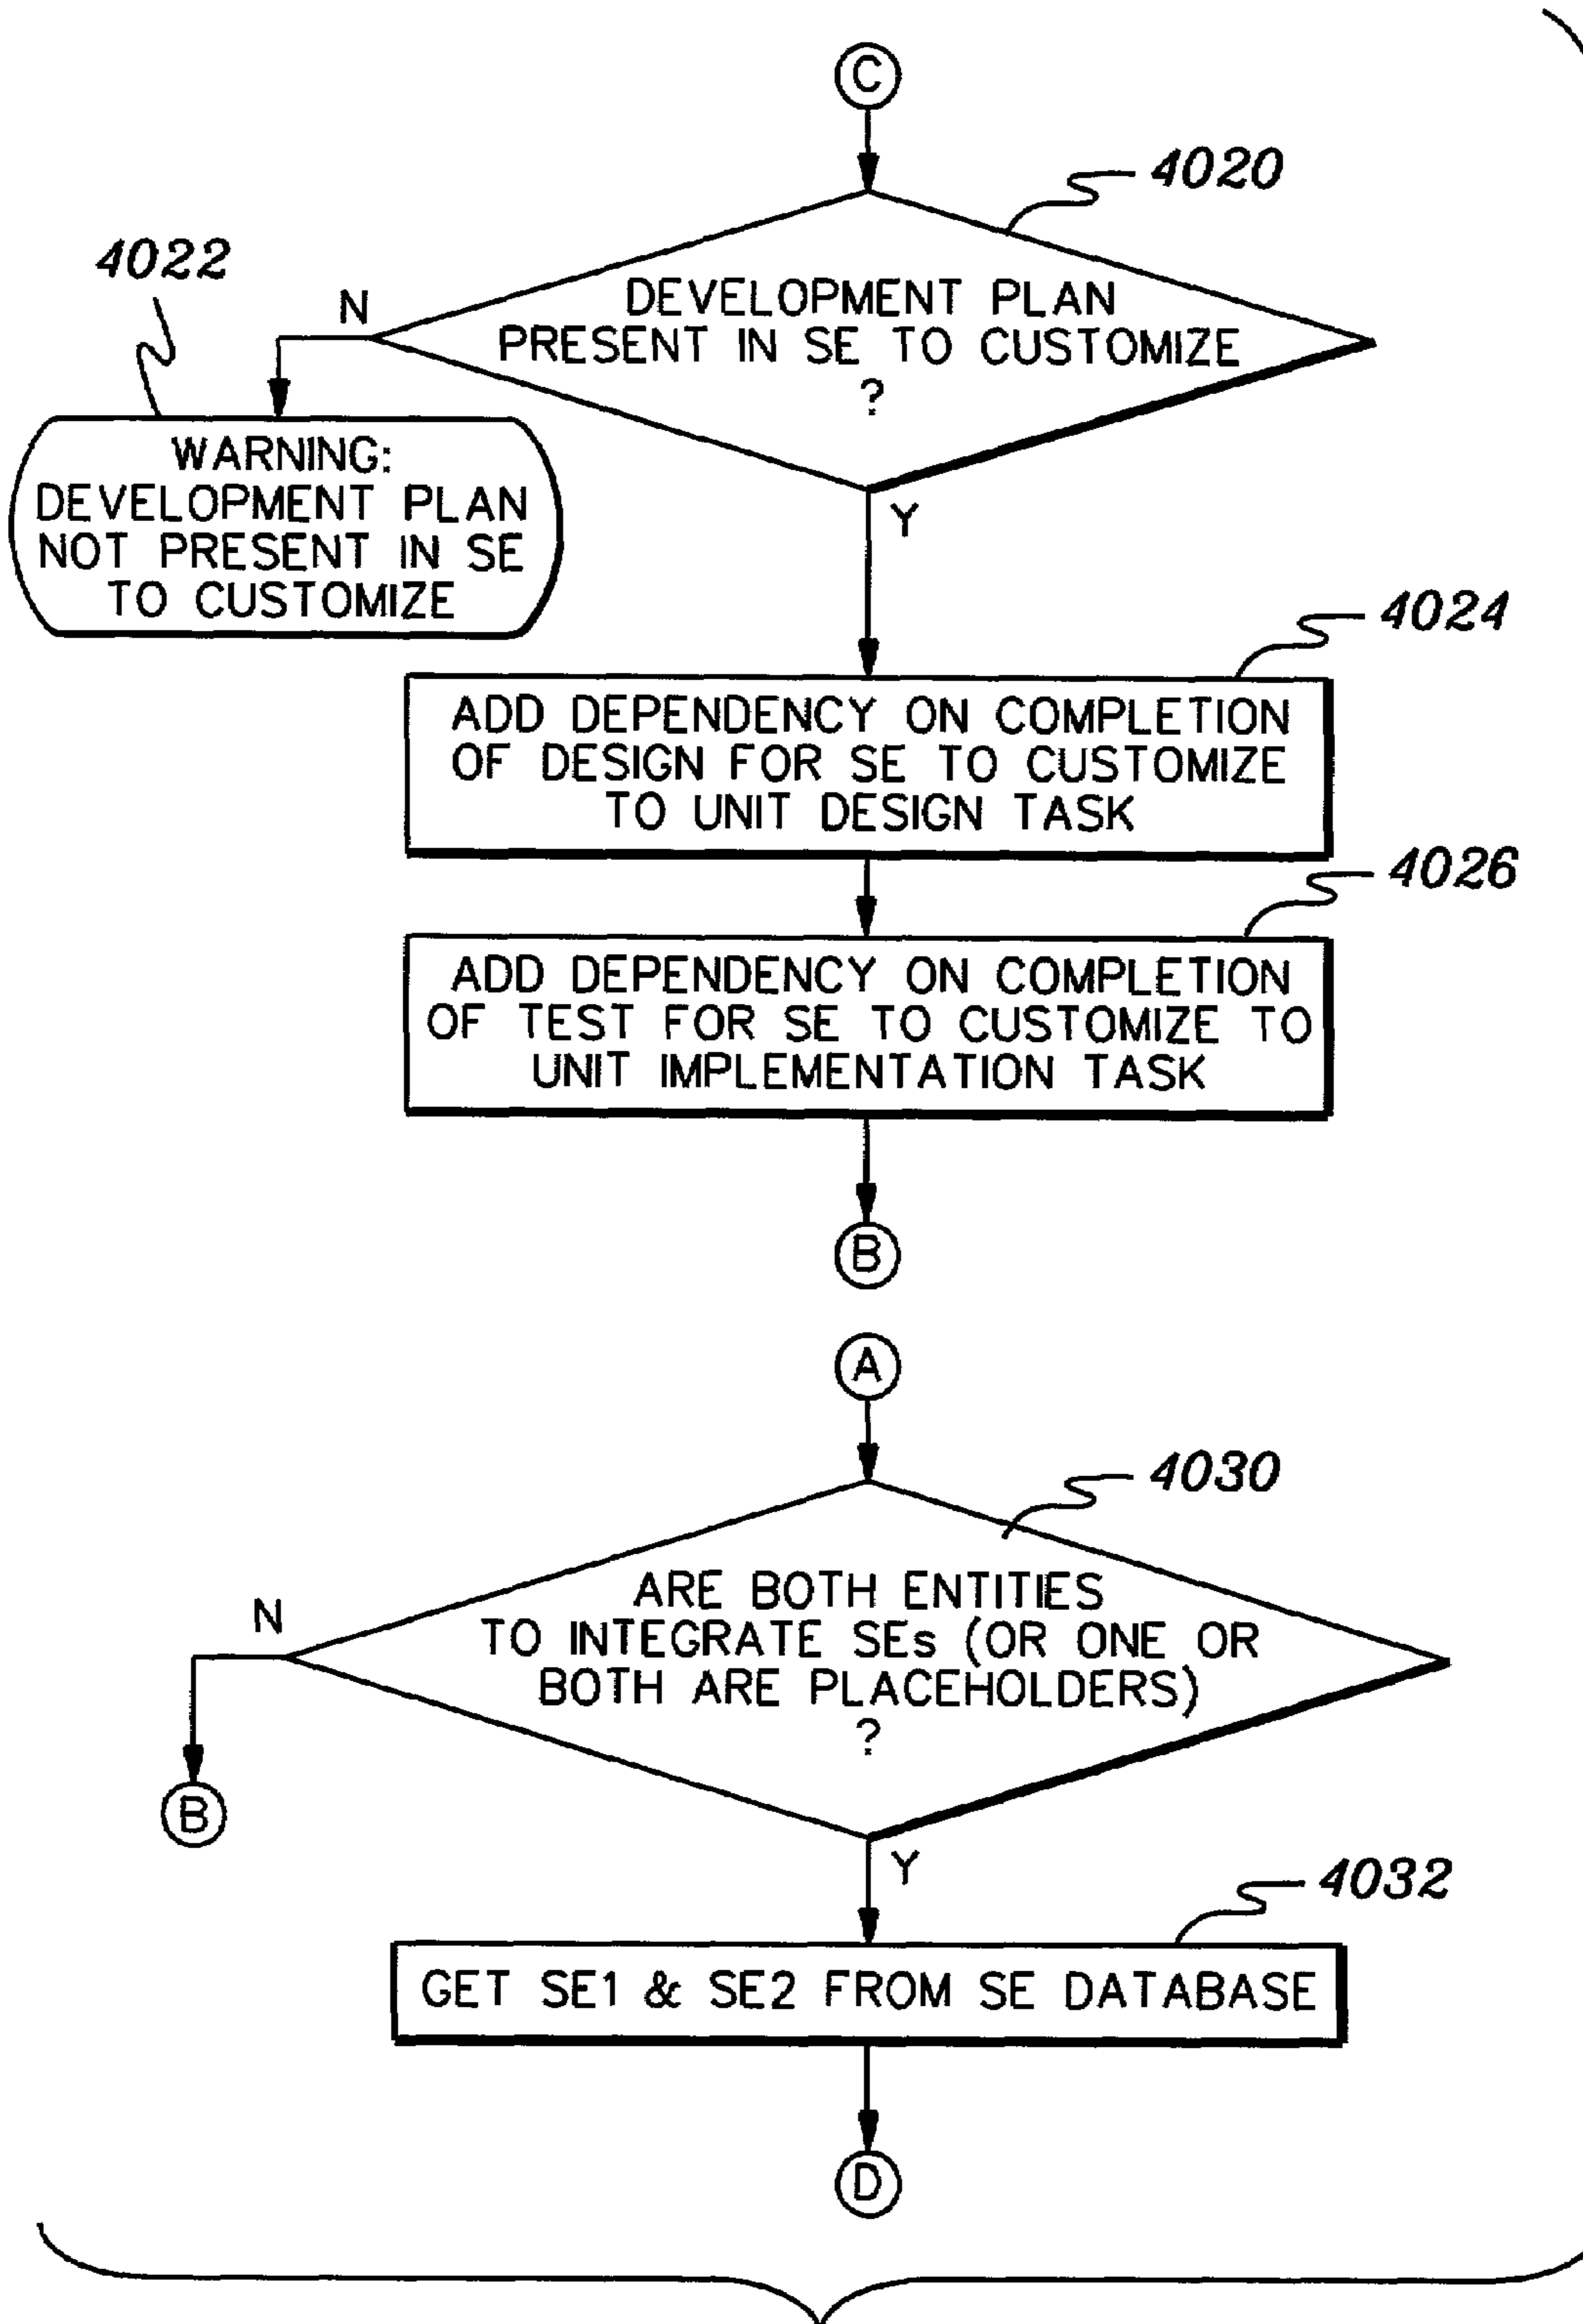 C
4020
4022
N
DEVELOPMENT PLAN
PRESENT IN SE TO CUSTOMIZE
?
WARNING:
DEVELOPMENT PLAN
NOT PRESENT IN SE
TO CUSTOMIZE
Y
4024
ADD DEPENDENCY ON COMPLETION
OF DESIGN FOR SE TO CUSTOMIZE
TO UNIT DESIGN TASK
4026
ADD DEPENDENCY ON COMPLETION
OF TEST FOR SE TO CUSTOMIZE TO
UNIT IMPLEMENTATION TASK
B
A
4030
N
ARE BOTH ENTITIES
TO INTEGRATE SEs (OR ONE OR
BOTH ARE PLACEHOLDERS)
?
B
Y
4032
GET SE1 & SE2 FROM SE DATABASE
D